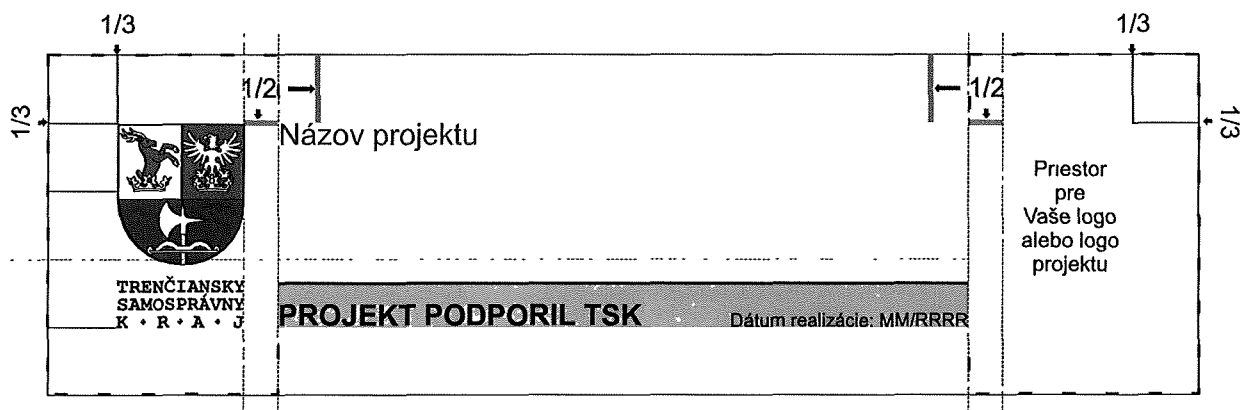 1/3
1/3
1/2
1/2
1/3
1/3
Názov projektu
Priestor
pre
Vaše logo
alebo logo
projektu
TRENČIANSKY
SAMOSPRÁVNY
K • R • A • J
PROJEKT PODPORIL TSK
Dátum realizácie: MM/RRRR